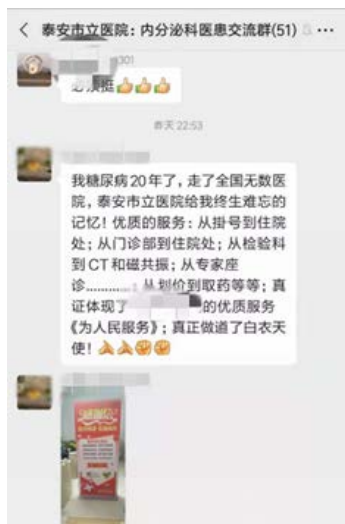 泰安市立医院：内分泌科医患交流群(51)
301
必须挺👍👍👍
昨天 22:53
我糖尿病20年了，走了全国无数医
院，泰安市立医院给我终生难忘的
记忆！优质的服务：从掛号到住院
处；从门诊部到住院处；从检验科
到CT和磁共振；从专家座
诊............：从划价到取药等等；真
证体现了 的优质服务
《为人民服务》；真正做道了白衣天
使！